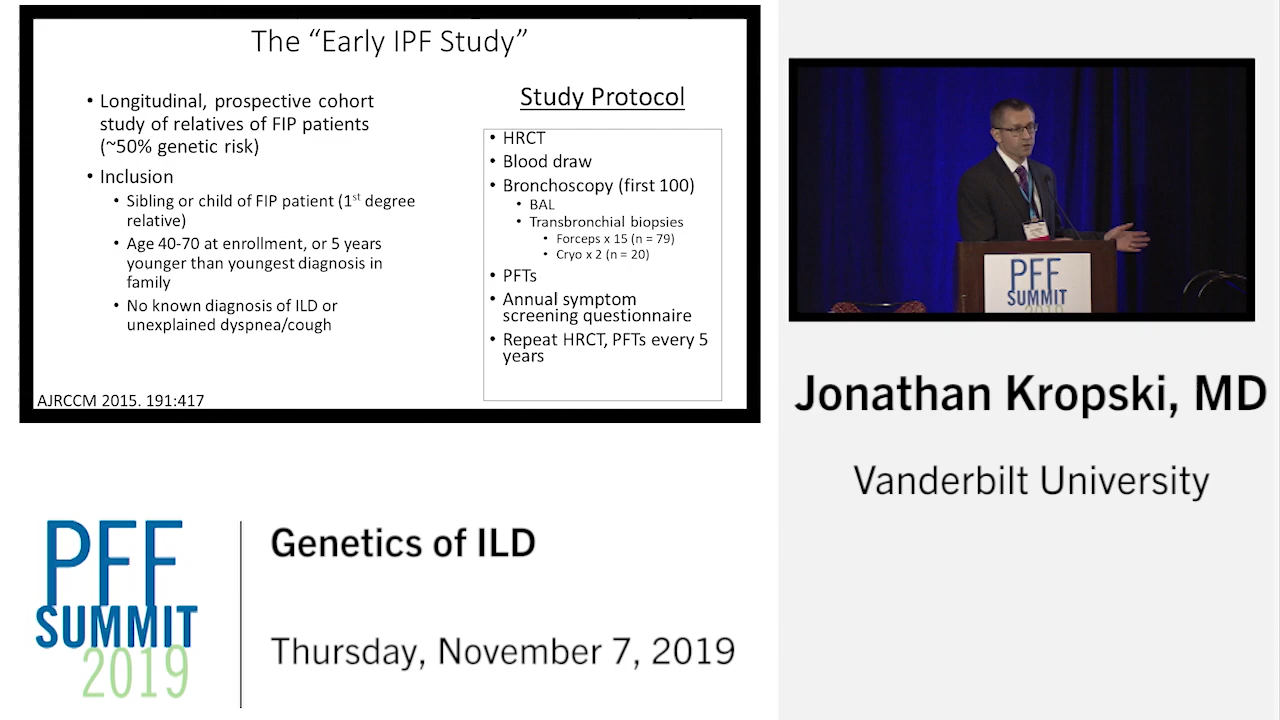 The “Early IPF Study”
• Longitudinal, prospective cohort
study of relatives of FIP patients
(~50% genetic risk)
• Inclusion
• Sibling or child of FIP patient (1st degree
relative)
• Age 40-70 at enrollment, or 5 years
younger than youngest diagnosis in
family
• No known diagnosis of ILD or
unexplained dyspnea/cough
AJRCCM 2015. 191:417
Study Protocol
• HRCT
• Blood draw
• Bronchoscopy (first 100)
• BAL
• Transbronchial biopsies
• Forceps x 15 (n = 79)
• Cryo x 2 (n = 20)
• PFTs
• Annual symptom
screening questionnaire
• Repeat HRCT, PFTs every 5
years
PFF
SUMMIT
2019
Jonathan Kropski, MD
Vanderbilt University
PFF
SUMMIT
2019
Genetics of ILD
Thursday, November 7, 2019